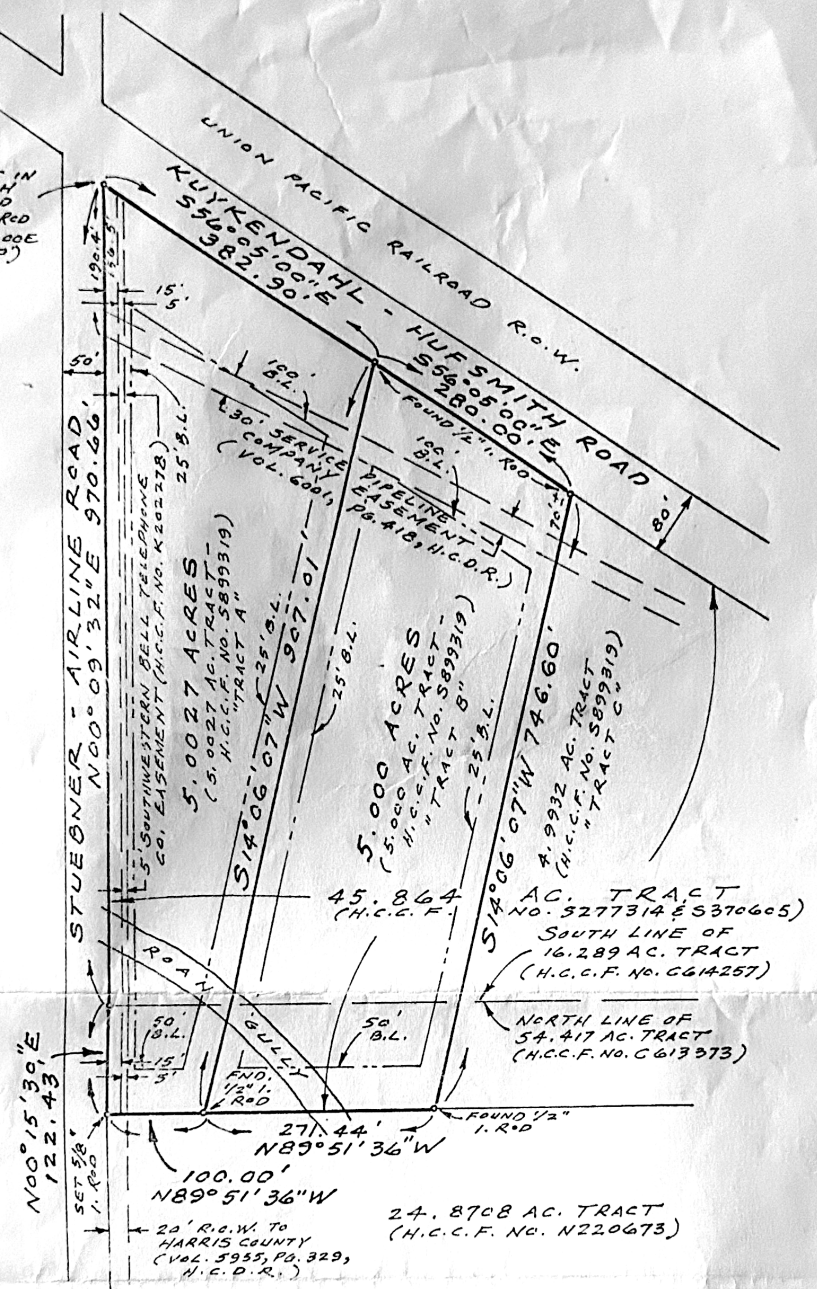 UNION PACIFIC RAILROAD R.O.W.
IN
RCD
KUYKENDAHL - HUFSMITH ROAD
S56°05'00"E
382.90'
S56°05'00"E
280.00'
190.4'
196.5'
15'
5'
50'
100'
B.L.
FOUND 1/2" I. ROD
30' SERVICE PIPELINE
COMPANY EASEMENT
(VOL. 6001, PG. 418, H.C.D.R.)
100'
B.L.
80'
STUEBNER - AIRLINE ROAD
N00°09'32"E 970.66'
5' SOUTHWESTERN BELL TELEPHONE
CO. EASEMENT (H.C.C.F. NO. K202278)
25' B.L.
5.0027 ACRES
(5.0027 AC. TRACT -
H.C.C.F. NO. S899319)
"TRACT A"
25' B.L.
S14°06'07"W 907.01'
25' B.L.
5.000 ACRES
(5.000 AC. TRACT -
H.C.C.F. NO. S899319)
"TRACT B"
25' B.L.
S14°06'07"W 746.60'
4.9932 AC. TRACT
(H.C.C.F. NO. S899319)
"TRACT C"
45.864 AC. TRACT
(H.C.C.F. NO. S277314 & S370605)
SOUTH LINE OF
16.289 AC. TRACT
(H.C.C.F. NO. C614257)
ROAN GULLY
NORTH LINE OF
54.417 AC. TRACT
(H.C.C.F. NO. C613373)
50'
B.L.
50'
B.L.
15'
5'
N00°15'30"E
122.43'
FND.
1/2" I.
ROD
FOUND 1/2"
I. ROD
SET 5/8"
I. ROD
271.44'
N89°51'36"W
100.00'
N89°51'36"W
20' R.O.W. TO
HARRIS COUNTY
(VOL. 5955, PG. 329,
H.C.D.R.)
24.8708 AC. TRACT
(H.C.C.F. NO. N220673)